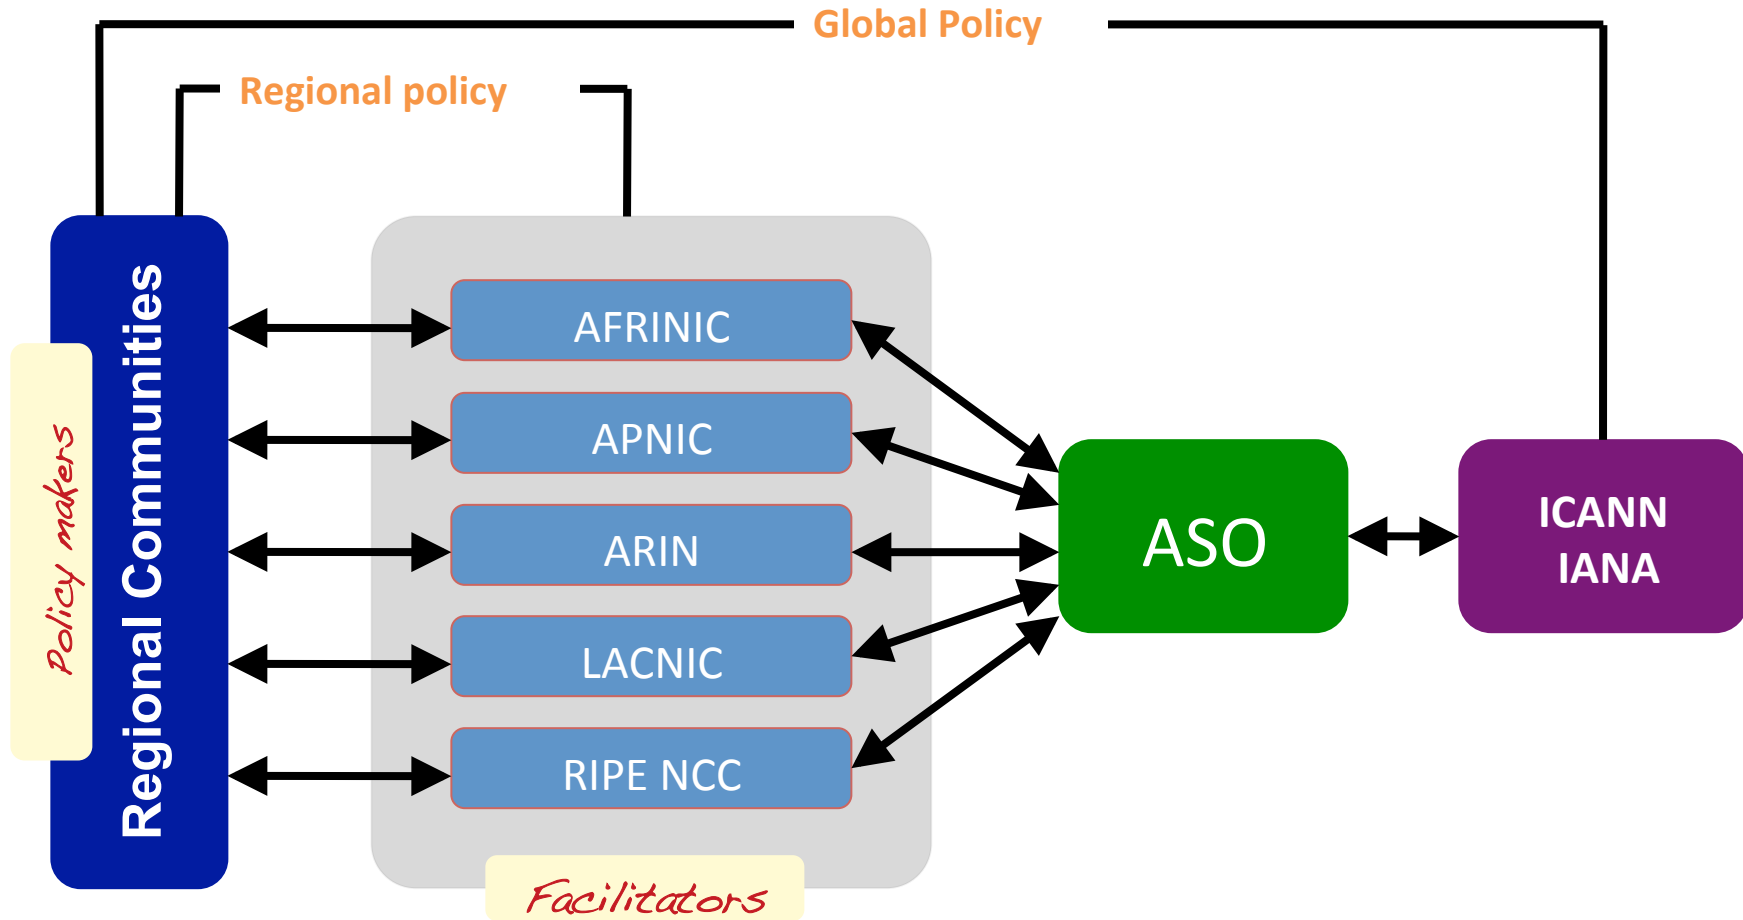 Global Policy
Regional policy
Policy makers
Regional Communities
AFRINIC
APNIC
ARIN
LACNIC
RIPE NCC
Facilitators
ASO
ICANN
IANA